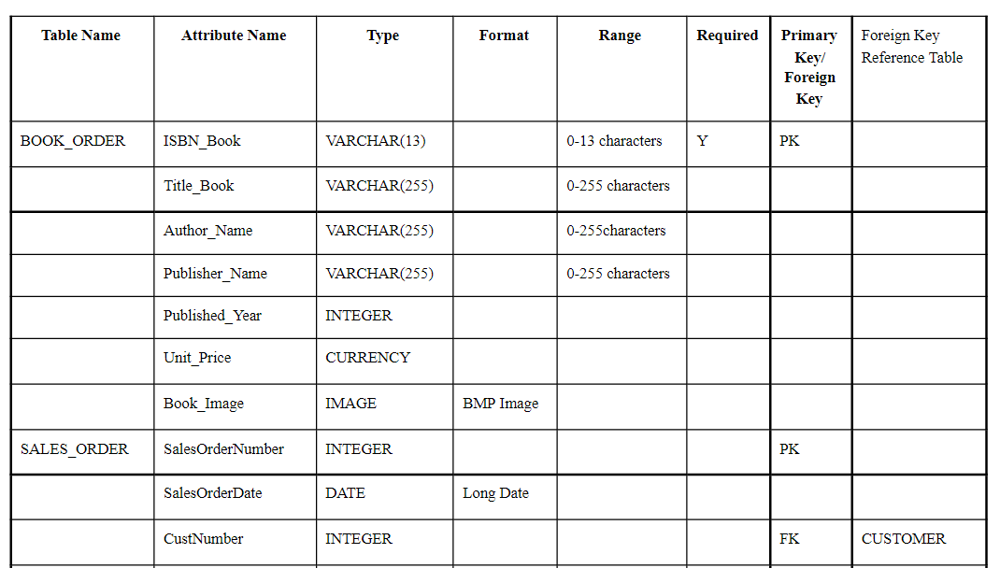 Table Name Attribute Name Type Format Range Required Primary Key/ Foreign Key Foreign Key Reference Table
BOOK_ORDER ISBN_Book VARCHAR(13) 0-13 characters Y PK
Title_Book VARCHAR(255) 0-255 characters
Author_Name VARCHAR(255) 0-255characters
Publisher_Name VARCHAR(255) 0-255 characters
Published_Year INTEGER
Unit_Price CURRENCY
Book_Image IMAGE BMP Image
SALES_ORDER SalesOrderNumber INTEGER PK
SalesOrderDate DATE Long Date
CustNumber INTEGER FK CUSTOMER